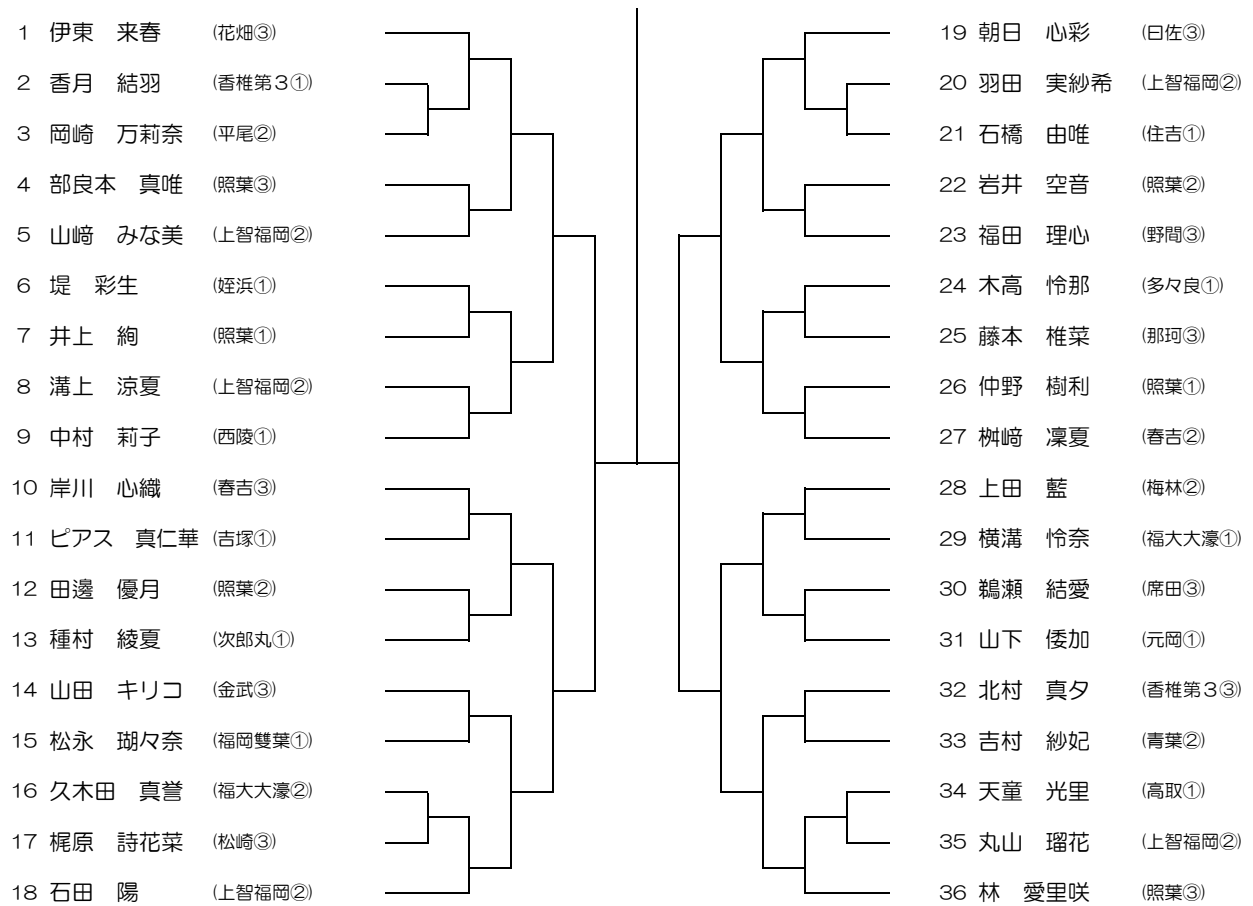 1 伊東　来春 (花畑③)
2 香月　結羽 (香椎第３①)
3 岡崎　万莉奈 (平尾②)
4 部良本　真唯 (照葉③)
5 山﨑　みな美 (上智福岡②)
6 堤　彩生 (姪浜①)
7 井上　絢 (照葉①)
8 溝上　涼夏 (上智福岡②)
9 中村　莉子 (西陵①)
10 岸川　心織 (春吉③)
11 ピアス　真仁華 (吉塚①)
12 田邊　優月 (照葉②)
13 種村　綾夏 (次郎丸①)
14 山田　キリコ (金武③)
15 松永　瑚々奈 (福岡雙葉①)
16 久木田　真誉 (福大大濠②)
17 梶原　詩花菜 (松崎③)
18 石田　陽 (上智福岡②)
19 朝日　心彩 (曰佐③)
20 羽田　実紗希 (上智福岡②)
21 石橋　由唯 (住吉①)
22 岩井　空音 (照葉②)
23 福田　理心 (野間③)
24 木高　怜那 (多々良①)
25 藤本　椎菜 (那珂③)
26 仲野　樹利 (照葉①)
27 桝﨑　凜夏 (春吉②)
28 上田　藍 (梅林②)
29 横溝　怜奈 (福大大濠①)
30 鵜瀬　結愛 (席田③)
31 山下　倭加 (元岡①)
32 北村　真夕 (香椎第３③)
33 吉村　紗妃 (青葉②)
34 天童　光里 (高取①)
35 丸山　瑠花 (上智福岡②)
36 林　愛里咲 (照葉③)